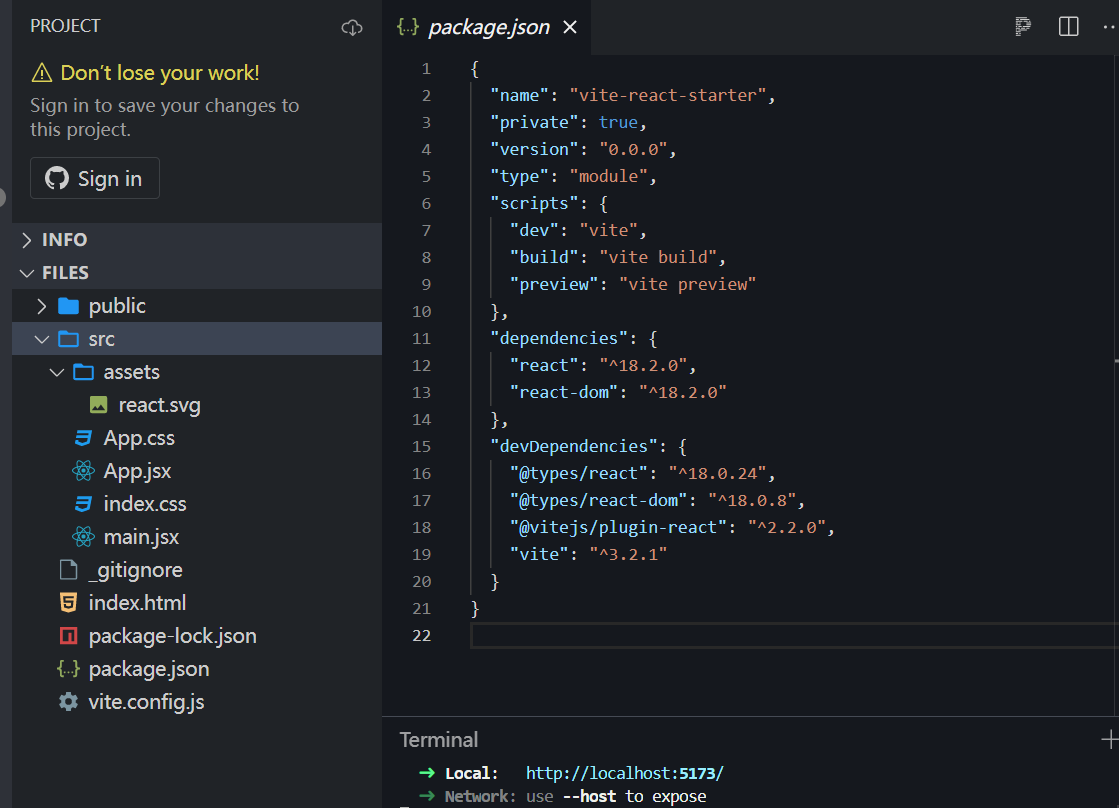 PROJECT
Don't lose your work!
Sign in to save your changes to
this project.
Sign in
INFO
FILES
public
src
assets
react.svg
App.css
App.jsx
index.css
main.jsx
_gitignore
index.html
package-lock.json
package.json
vite.config.js
{..} package.json
1 {
2 "name": "vite-react-starter",
3 "private": true,
4 "version": "0.0.0",
5 "type": "module",
6 "scripts": {
7 "dev": "vite",
8 "build": "vite build",
9 "preview": "vite preview"
10 },
11 "dependencies": {
12 "react": "^18.2.0",
13 "react-dom": "^18.2.0"
14 },
15 "devDependencies": {
16 "@types/react": "^18.0.24",
17 "@types/react-dom": "^18.0.8",
18 "@vitejs/plugin-react": "^2.2.0",
19 "vite": "^3.2.1"
20 }
21 }
22
Terminal
➜ Local: http://localhost:5173/
➜ Network: use --host to expose